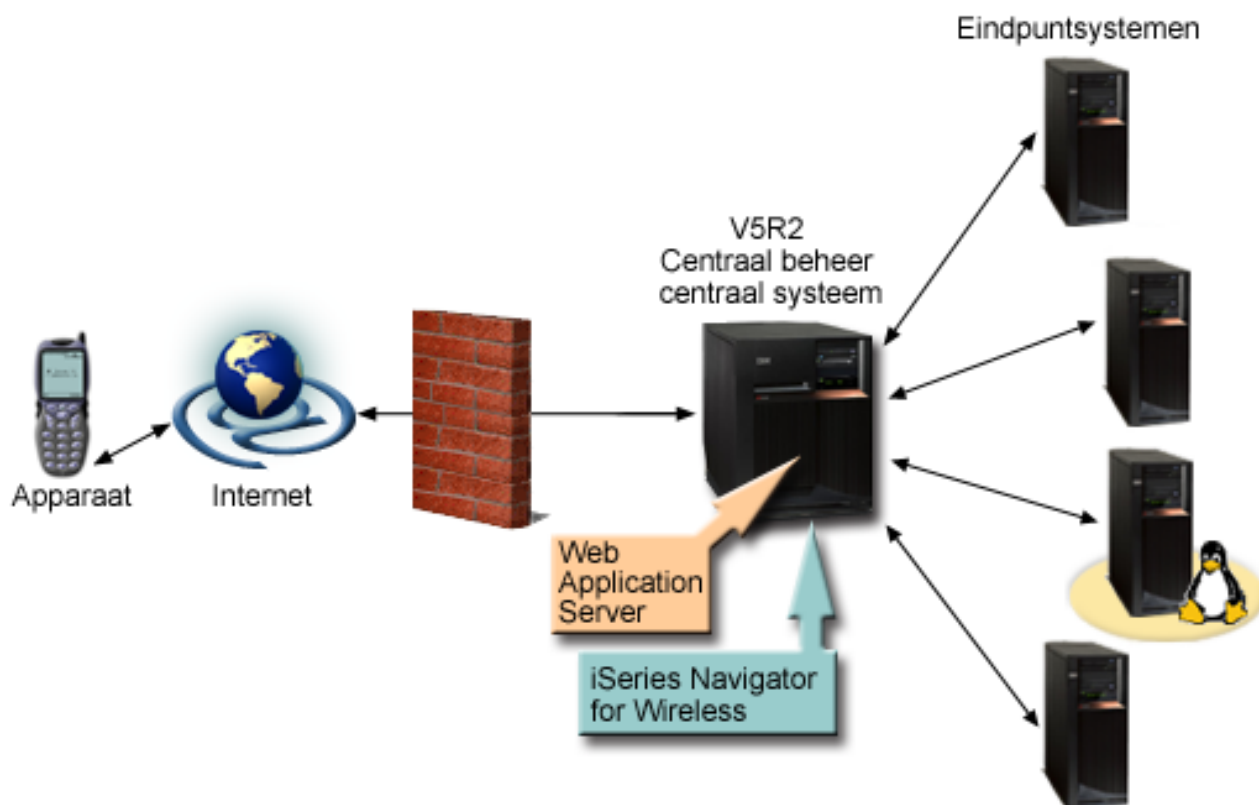 Eindpuntsystemen
V5R2
Centraal beheer
centraal systeem
Apparaat
Internet
Web
Application
Server
iSeries Navigator
for Wireless